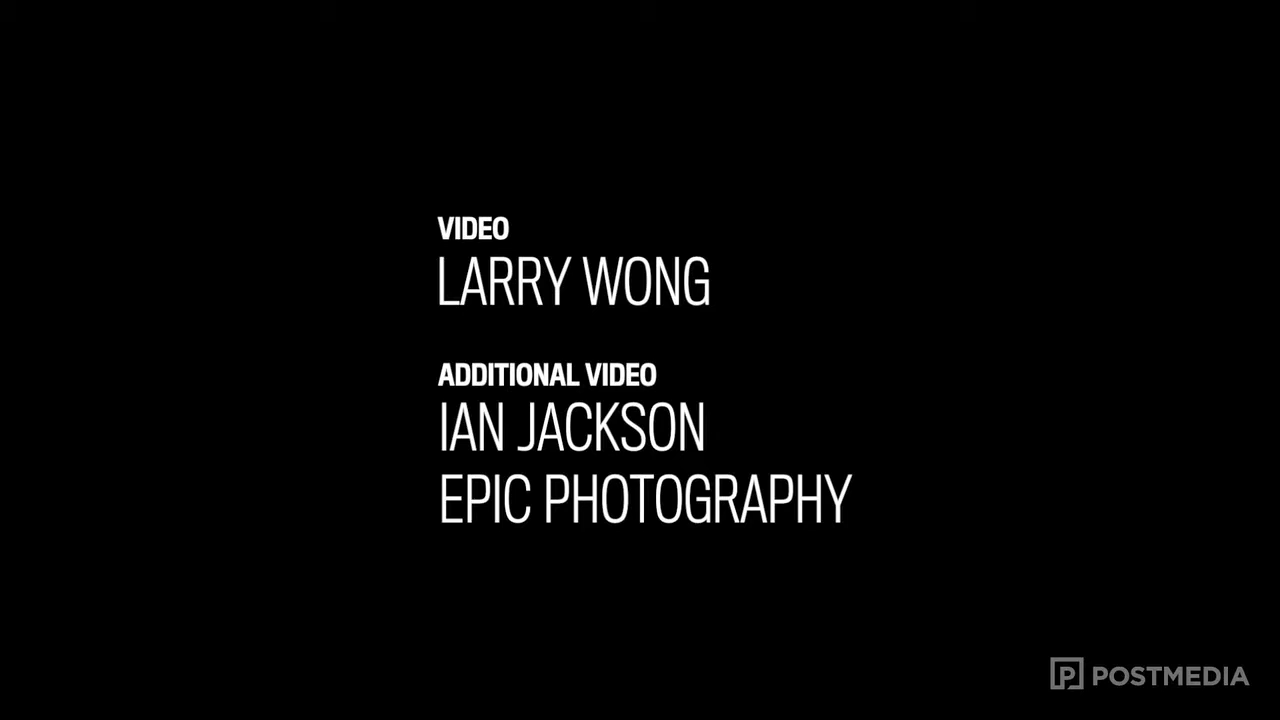 VIDEO
LARRY WONG
ADDITIONAL VIDEO
IAN JACKSON
EPIC PHOTOGRAPHY
P POSTMEDIA